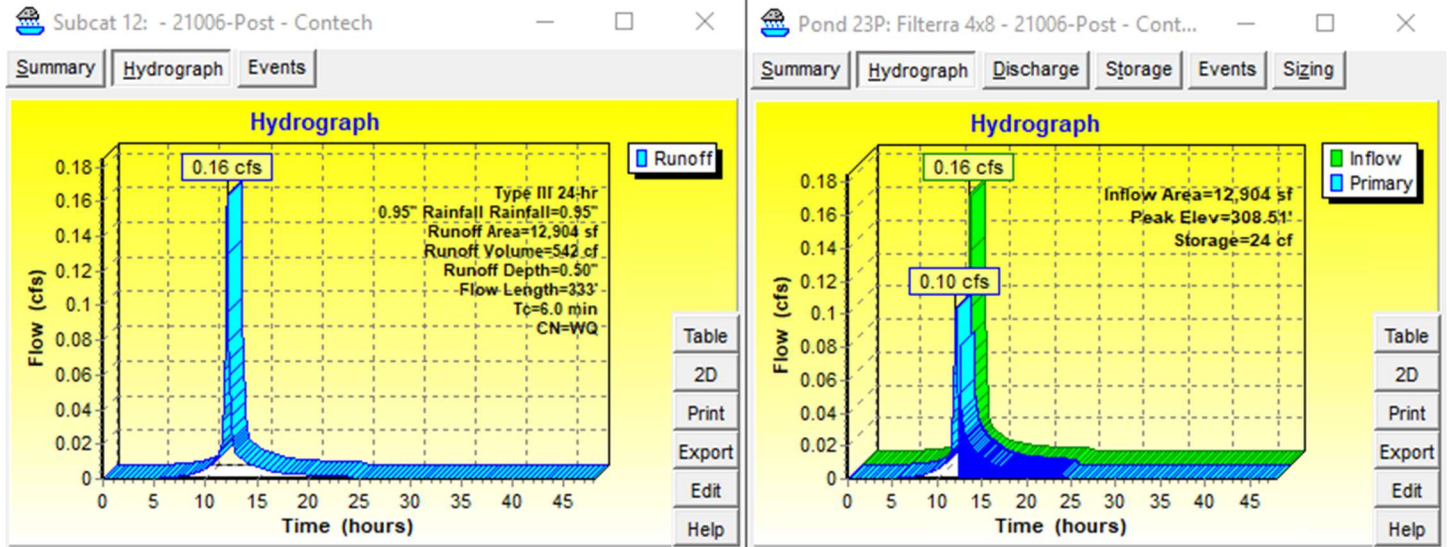 Subcat 12: - 21006-Post - Contech
Summary Hydrograph Events
Hydrograph
0.16 cfs
Runoff
Type III 24-hr
0.95" Rainfall Rainfall=0.95"
Runoff Area=12,904 sf
Runoff Volume=542 cf
Runoff Depth=0.50"
Flow Length=333'
Tc=6.0 min
CN=WQ
Flow (cfs)
0.18
0.16
0.14
0.12
0.1
0.08
0.06
0.04
0.02
0
0 5 10 15 20 25 30 35 40 45
Time (hours)
Table
2D
Print
Export
Edit
Help
Pond 23P: Filterra 4x8 - 21006-Post - Cont...
Summary Hydrograph Discharge Storage Events Sizing
Hydrograph
0.16 cfs
0.10 cfs
Inflow
Primary
Inflow Area=12,904 sf
Peak Elev=308.51'
Storage=24 cf
Flow (cfs)
0.18
0.16
0.14
0.12
0.1
0.08
0.06
0.04
0.02
0
0 5 10 15 20 25 30 35 40 45
Time (hours)
Table
2D
Print
Export
Edit
Help